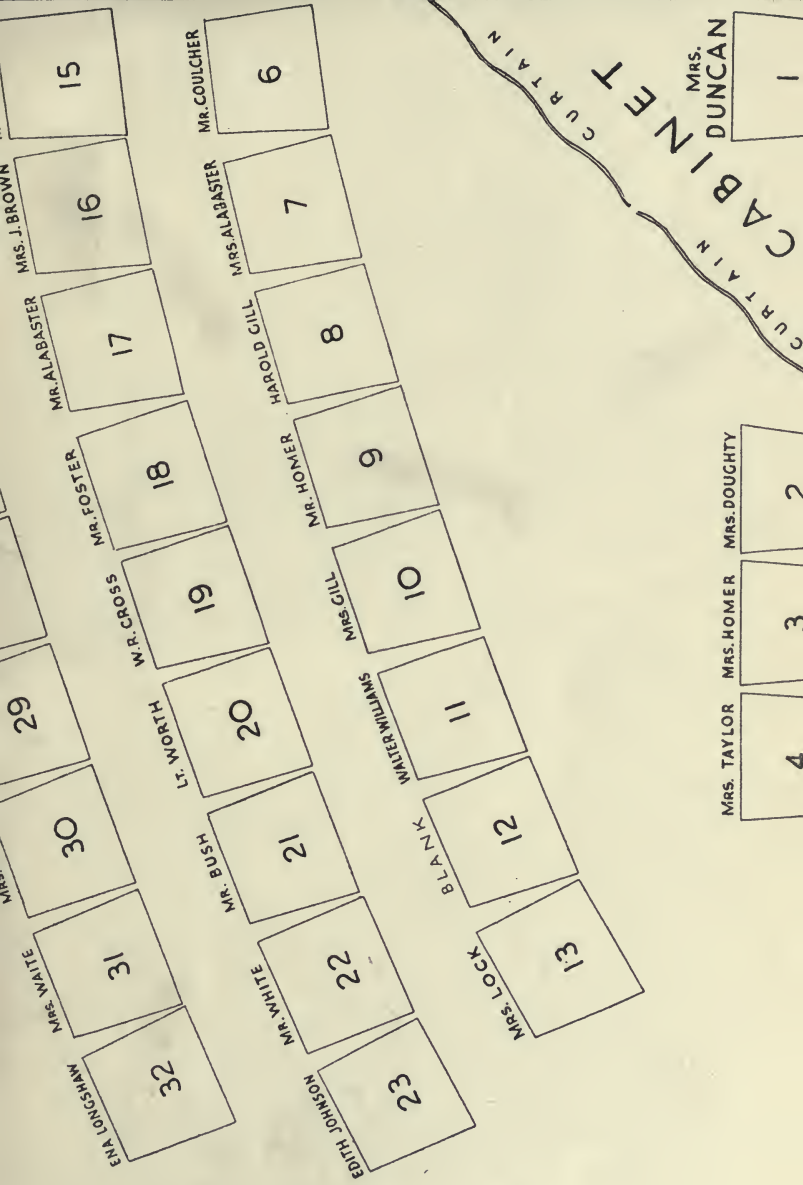 15
MRS. J. BROWN
16
MR. ALABASTER
17
MR. FOSTER
18
W.R. CROSS
19
LT. WORTH
20
MR. BUSH
21
MR. WHITE
22
EDITH JOHNSON
23
MR. COULCHER
6
MRS. ALABASTER
7
HAROLD GILL
8
MR. HOMER
9
MRS. GILL
10
WALTER WILLIAMS
11
BLANK
12
MRS. LOCK
13
29
MRS.
30
MRS. WAITE
31
ENA LONGSHAW
32
CURTAIN
CURTAIN
CABINET
MRS.
DUNCAN
1
MRS. DOUGHTY
2
MRS. HOMER
3
MRS. TAYLOR
4